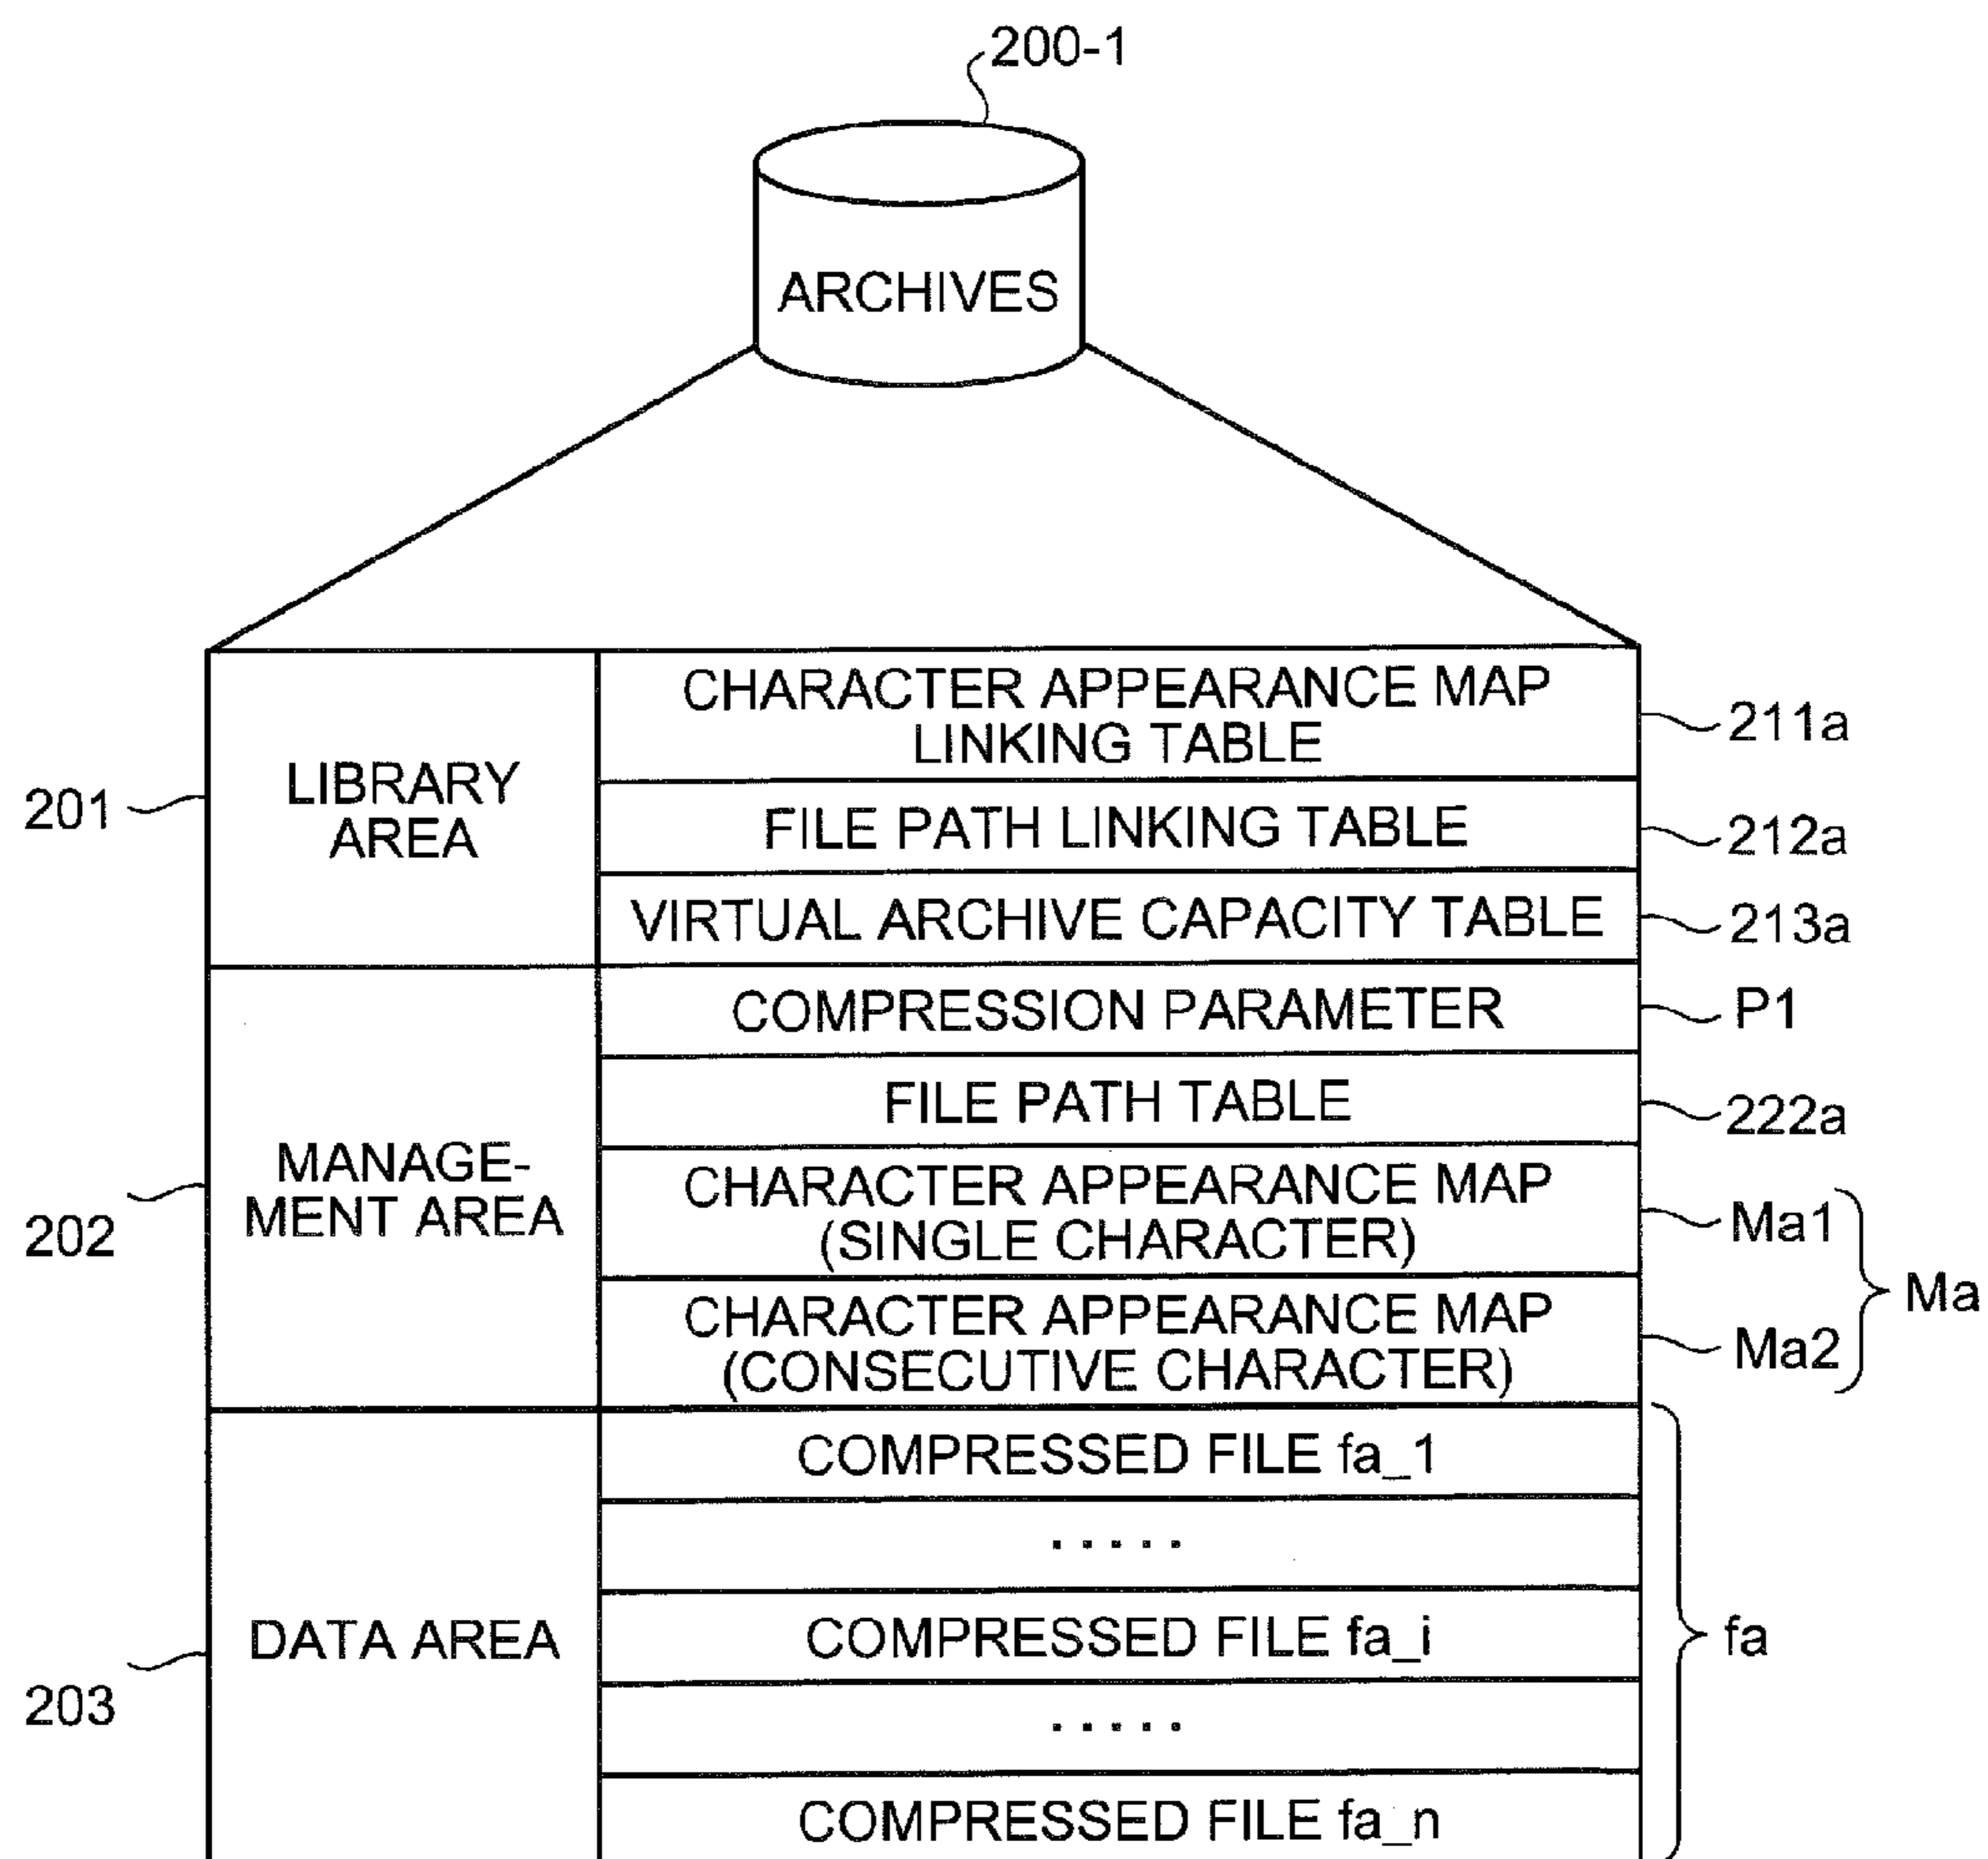 200-1
ARCHIVES
201
LIBRARY
AREA
CHARACTER APPEARANCE MAP
LINKING TABLE
211a
FILE PATH LINKING TABLE
212a
VIRTUAL ARCHIVE CAPACITY TABLE
213a
202
MANAGE-
MENT AREA
COMPRESSION PARAMETER
P1
FILE PATH TABLE
222a
CHARACTER APPEARANCE MAP
(SINGLE CHARACTER)
Ma1
CHARACTER APPEARANCE MAP
(CONSECUTIVE CHARACTER)
Ma2
Ma
203
DATA AREA
COMPRESSED FILE fa_1
.....
COMPRESSED FILE fa_i
.....
COMPRESSED FILE fa_n
fa